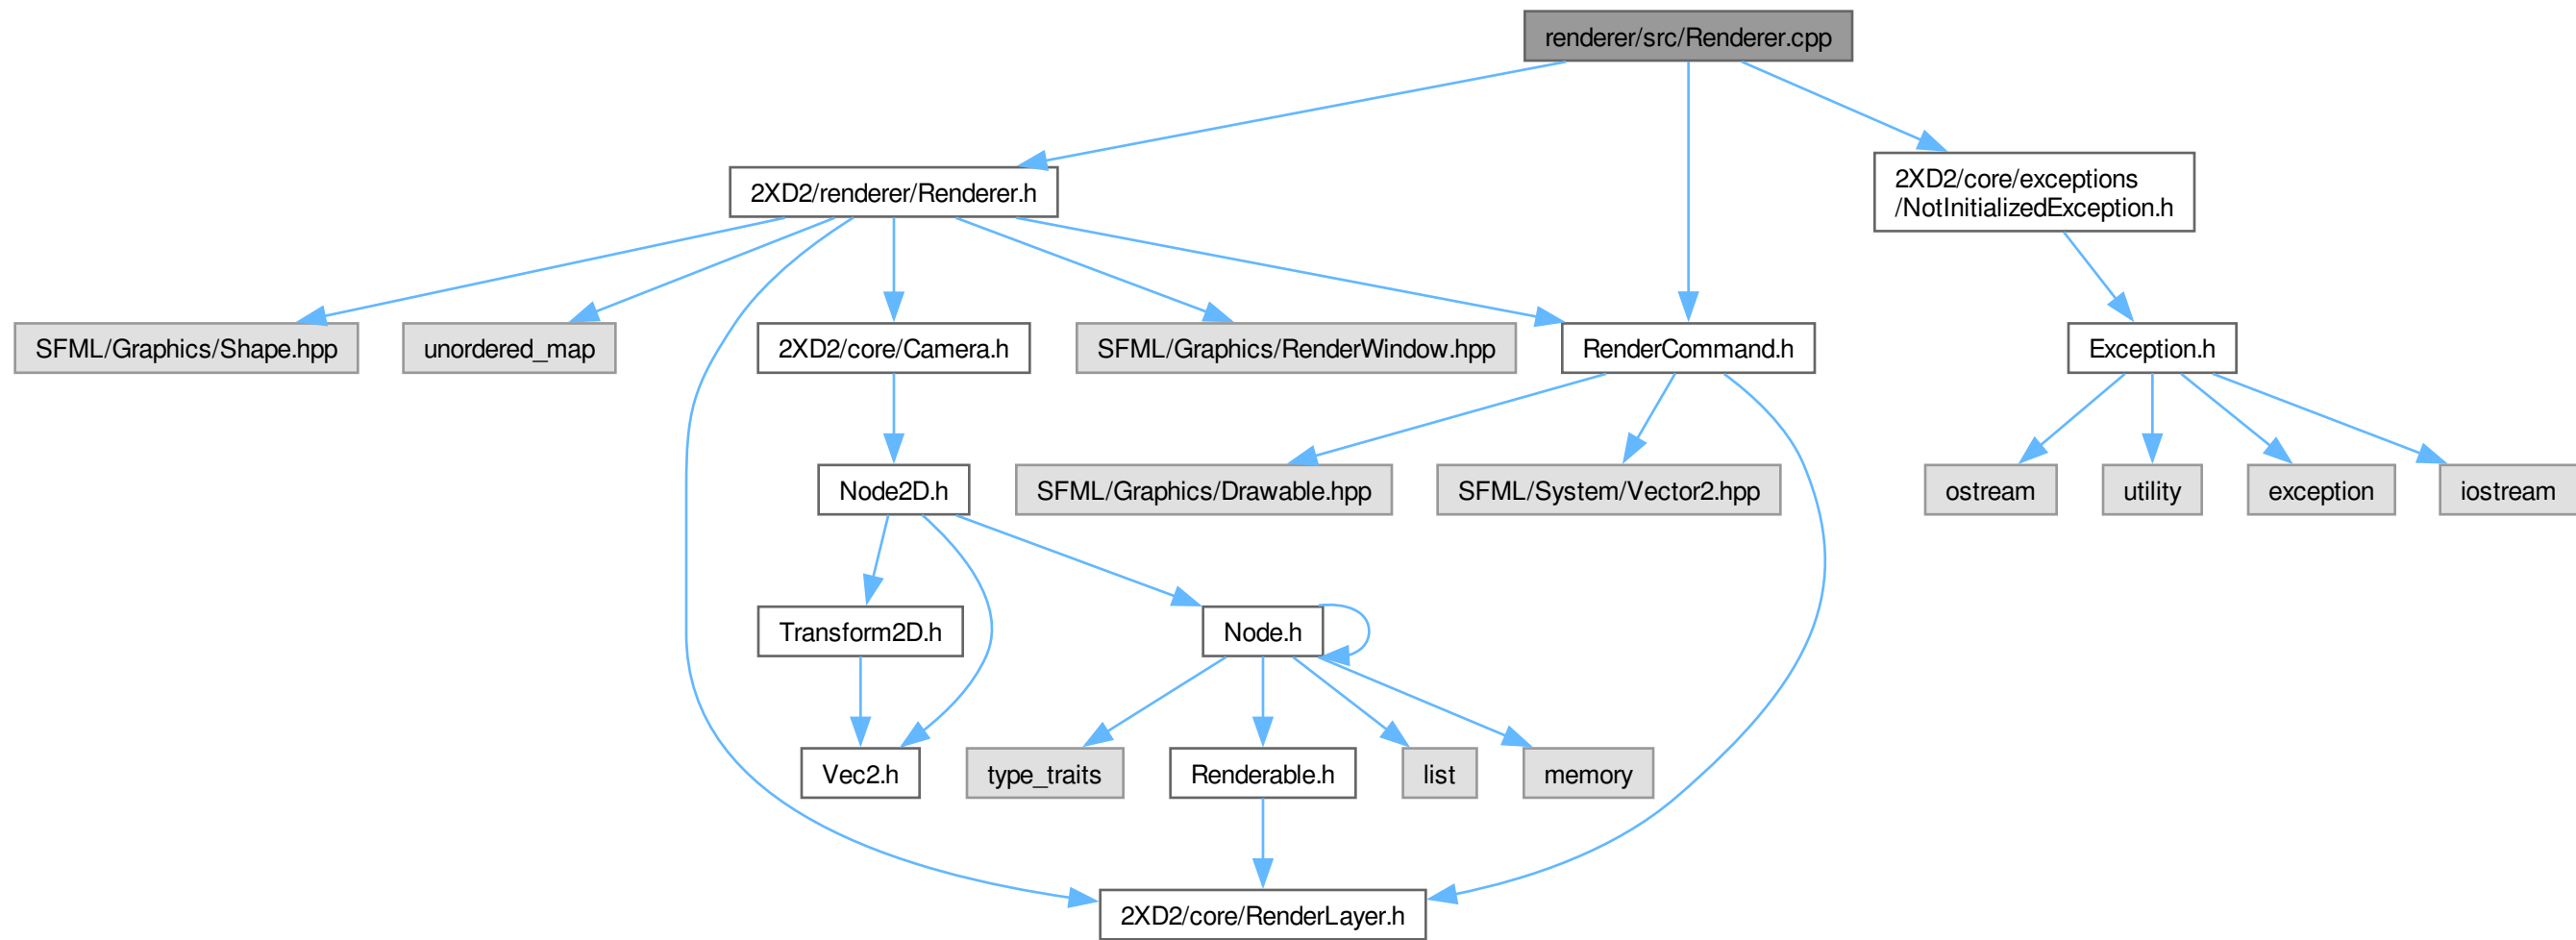 renderer/src/Renderer.cpp
2XD2/renderer/Renderer.h
2XD2/core/exceptions
/NotInitializedException.h
SFML/Graphics/Shape.hpp
unordered_map
2XD2/core/Camera.h
SFML/Graphics/RenderWindow.hpp
RenderCommand.h
Exception.h
Node2D.h
SFML/Graphics/Drawable.hpp
SFML/System/Vector2.hpp
ostream
utility
exception
iostream
Transform2D.h
Node.h
Vec2.h
type_traits
Renderable.h
list
memory
2XD2/core/RenderLayer.h